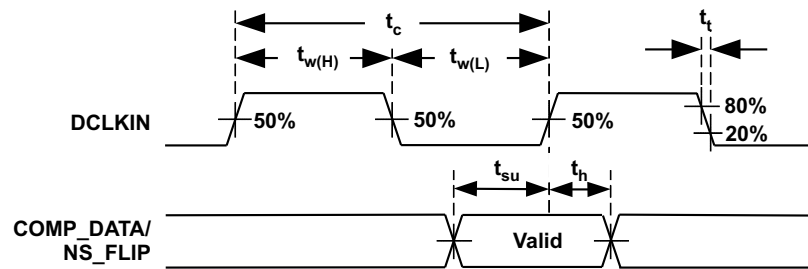 t_c
t_t
t_w(H)
t_w(L)
DCLKIN
50%
50%
50%
80%
20%
t_su
t_h
COMP_DATA/
NS_FLIP
Valid